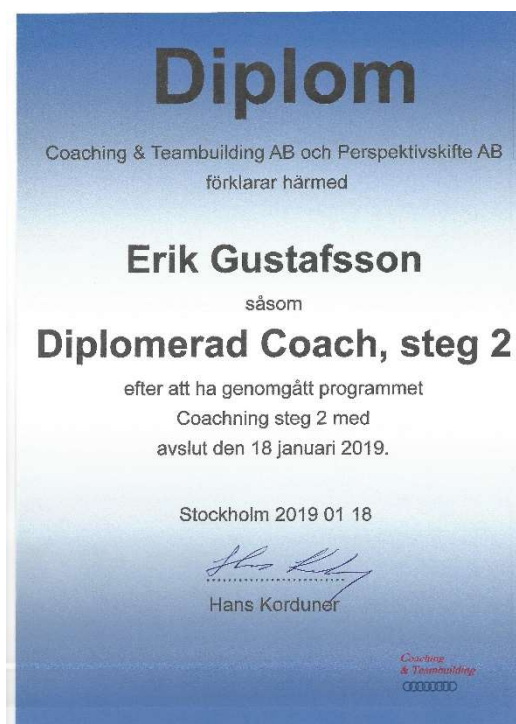 Diplom
Coaching & Teambuilding AB och Perspektivskifte AB
förklarar härmed
Erik Gustafsson
såsom
Diplomerad Coach, steg 2
efter att ha genomgått programmet
Coachning steg 2 med
avslut den 18 januari 2019.
Stockholm 2019 01 18
Hans Korduner
Coaching
& Teambuilding